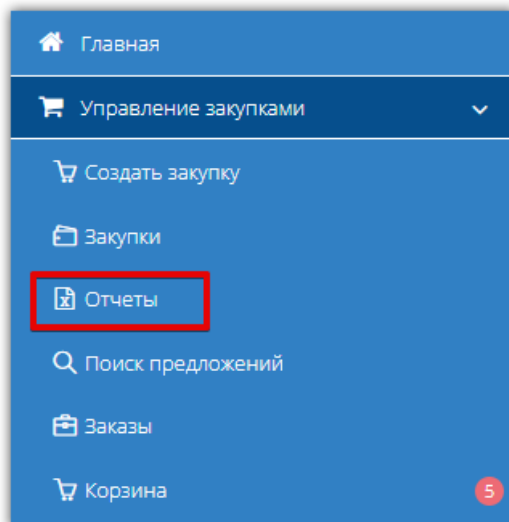 Главная
Управление закупками
Создать закупку
Закупки
Отчеты
Поиск предложений
Заказы
Корзина 5